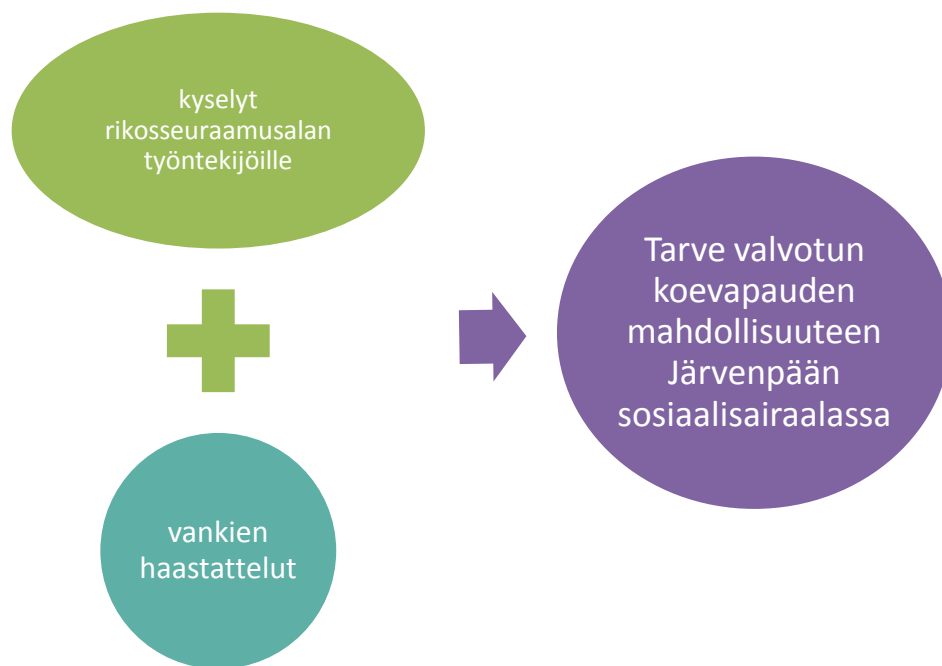 kyselyt
rikosseuraamusalan
työntekijöille
vankien
haastattelut
Tarve valvotun
koevapauden
mahdollisuuteen
Järvenpään
sosiaalisairaalassa